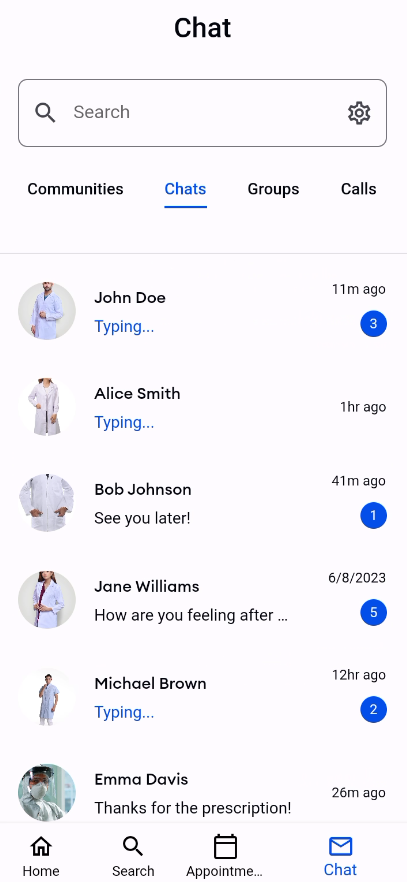 Chat
Search
Communities Chats Groups Calls
John Doe 11m ago
Typing... 3
Alice Smith 1hr ago
Typing...
Bob Johnson 41m ago
See you later! 1
Jane Williams 6/8/2023
How are you feeling after ... 5
Michael Brown 12hr ago
Typing... 2
Emma Davis 26m ago
Thanks for the prescription!
Home Search Appointme... Chat